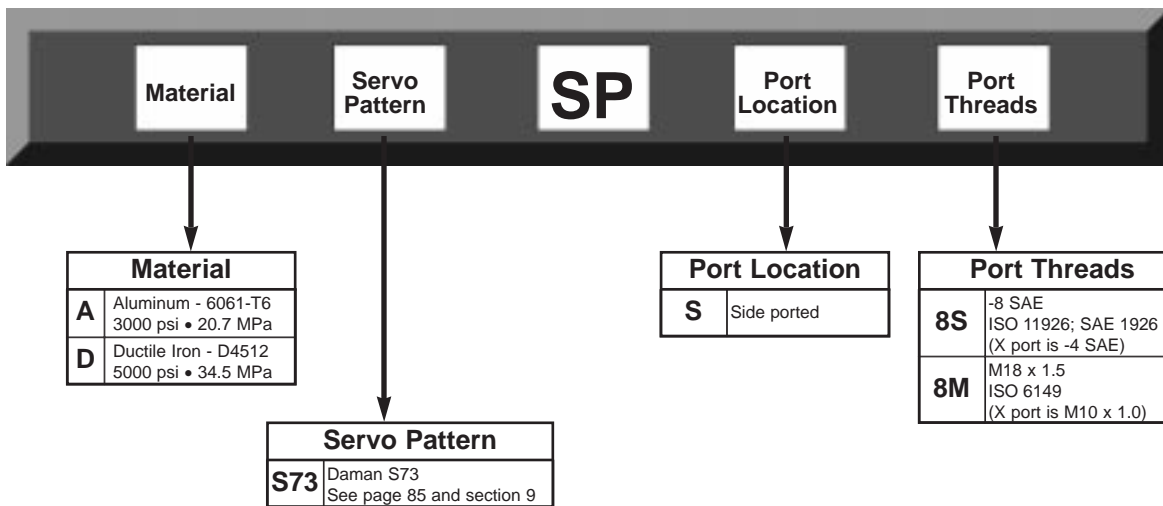 Material
Servo
Pattern
SP
Port
Location
Port
Threads
Material
A
Aluminum - 6061-T6
3000 psi • 20.7 MPa
D
Ductile Iron - D4512
5000 psi • 34.5 MPa
Servo Pattern
S73
Daman S73
See page 85 and section 9
Port Location
S
Side ported
Port Threads
8S
-8 SAE
ISO 11926; SAE 1926
(X port is -4 SAE)
8M
M18 x 1.5
ISO 6149
(X port is M10 x 1.0)